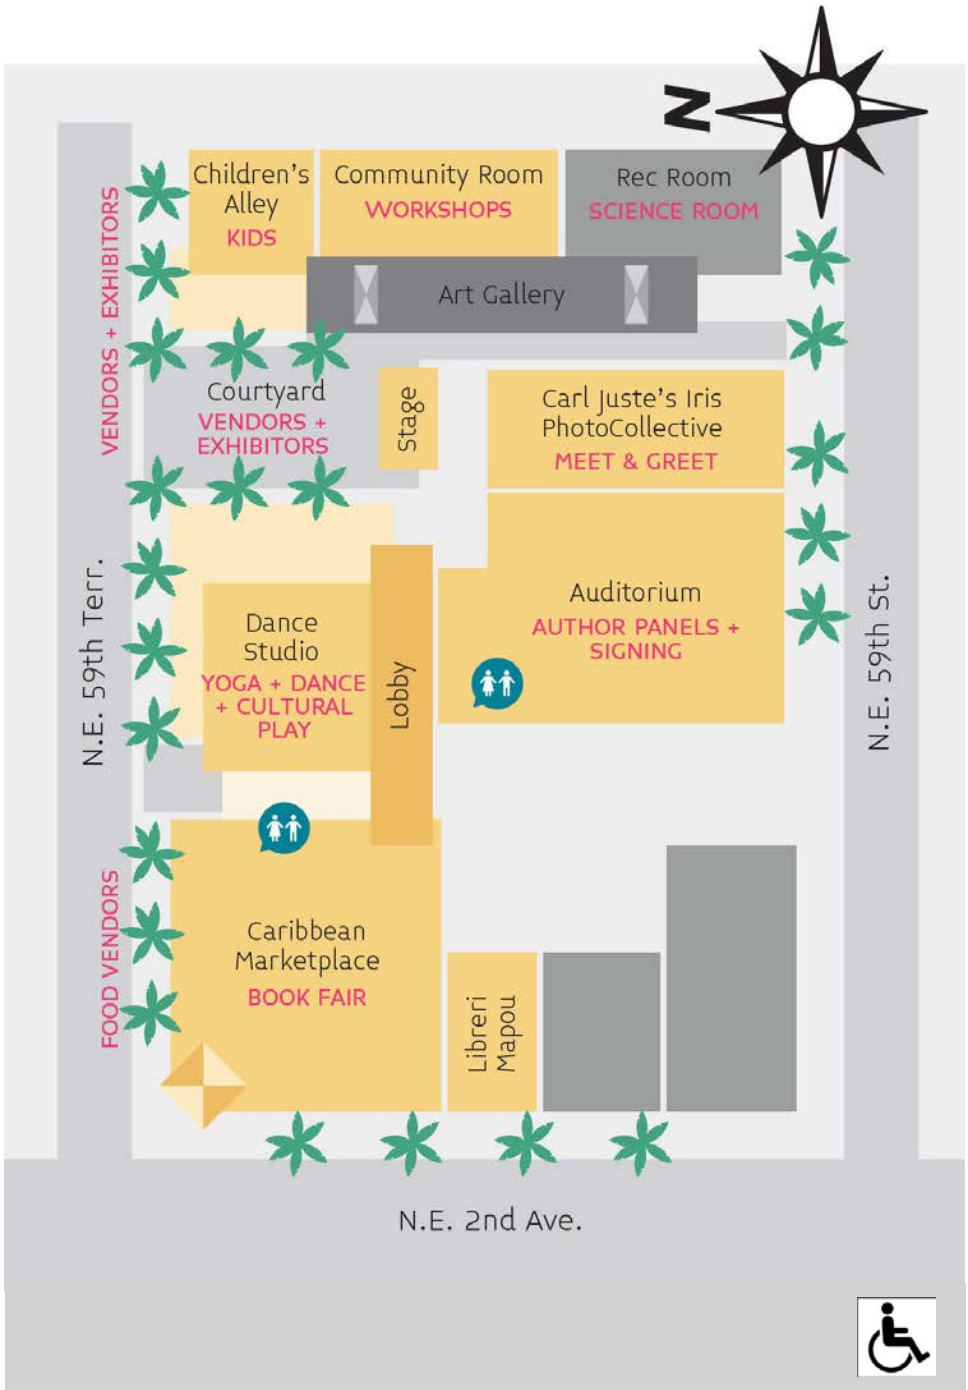 N
Children's
Alley
KIDS
Community Room
WORKSHOPS
Rec Room
SCIENCE ROOM
Art Gallery
VENDORS + EXHIBITORS
Courtyard
VENDORS +
EXHIBITORS
Stage
Carl Juste's Iris
PhotoCollective
MEET & GREET
Auditorium
AUTHOR PANELS +
SIGNING
N.E. 59th Terr.
Dance
Studio
YOGA + DANCE
+ CULTURAL
PLAY
Lobby
N.E. 59th St.
FOOD VENDORS
Caribbean
Marketplace
BOOK FAIR
Libreri
Mapou
N.E. 2nd Ave.